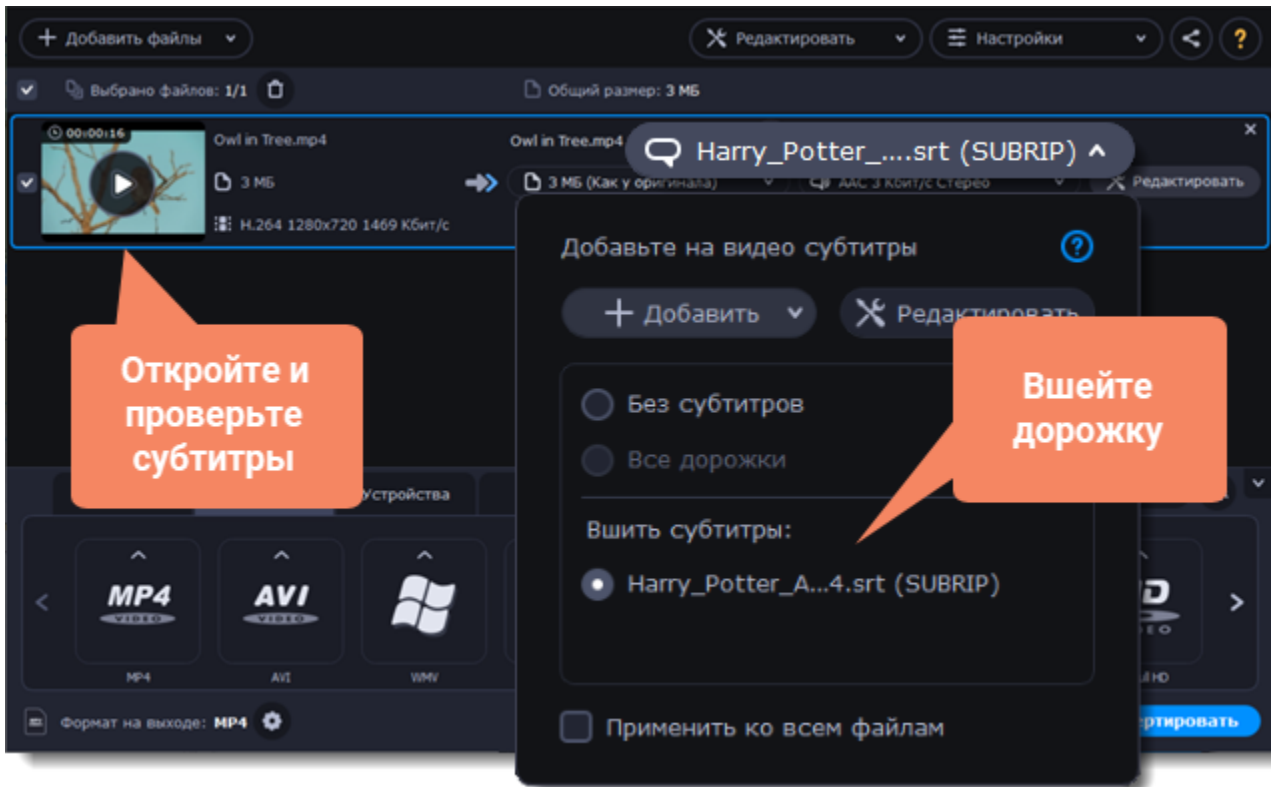 Добавить файлы
Редактировать
Настройки
?
Выбрано файлов: 1/1
Общий размер: 3 МБ
00:00:16
Owl in Tree.mp4
3 МБ
H.264 1280x720 1469 Кбит/с
Owl in Tree.mp4
Harry_Potter_....srt (SUBRIP)
3 МБ (Как у оригинала)
AAC 3 Кбит/с Стерео
Редактировать
Добавьте на видео субтитры
?
Добавить
Редактировать
Откройте и
проверьте
субтитры
Без субтитров
Все дорожки
Вшейте
дорожку
Устройства
Вшить субтитры:
Harry_Potter_A...4.srt (SUBRIP)
MP4
VIDEO
MP4
AVI
VIDEO
AVI
WMV
Применить ко всем файлам
Формат на выходе: MP4